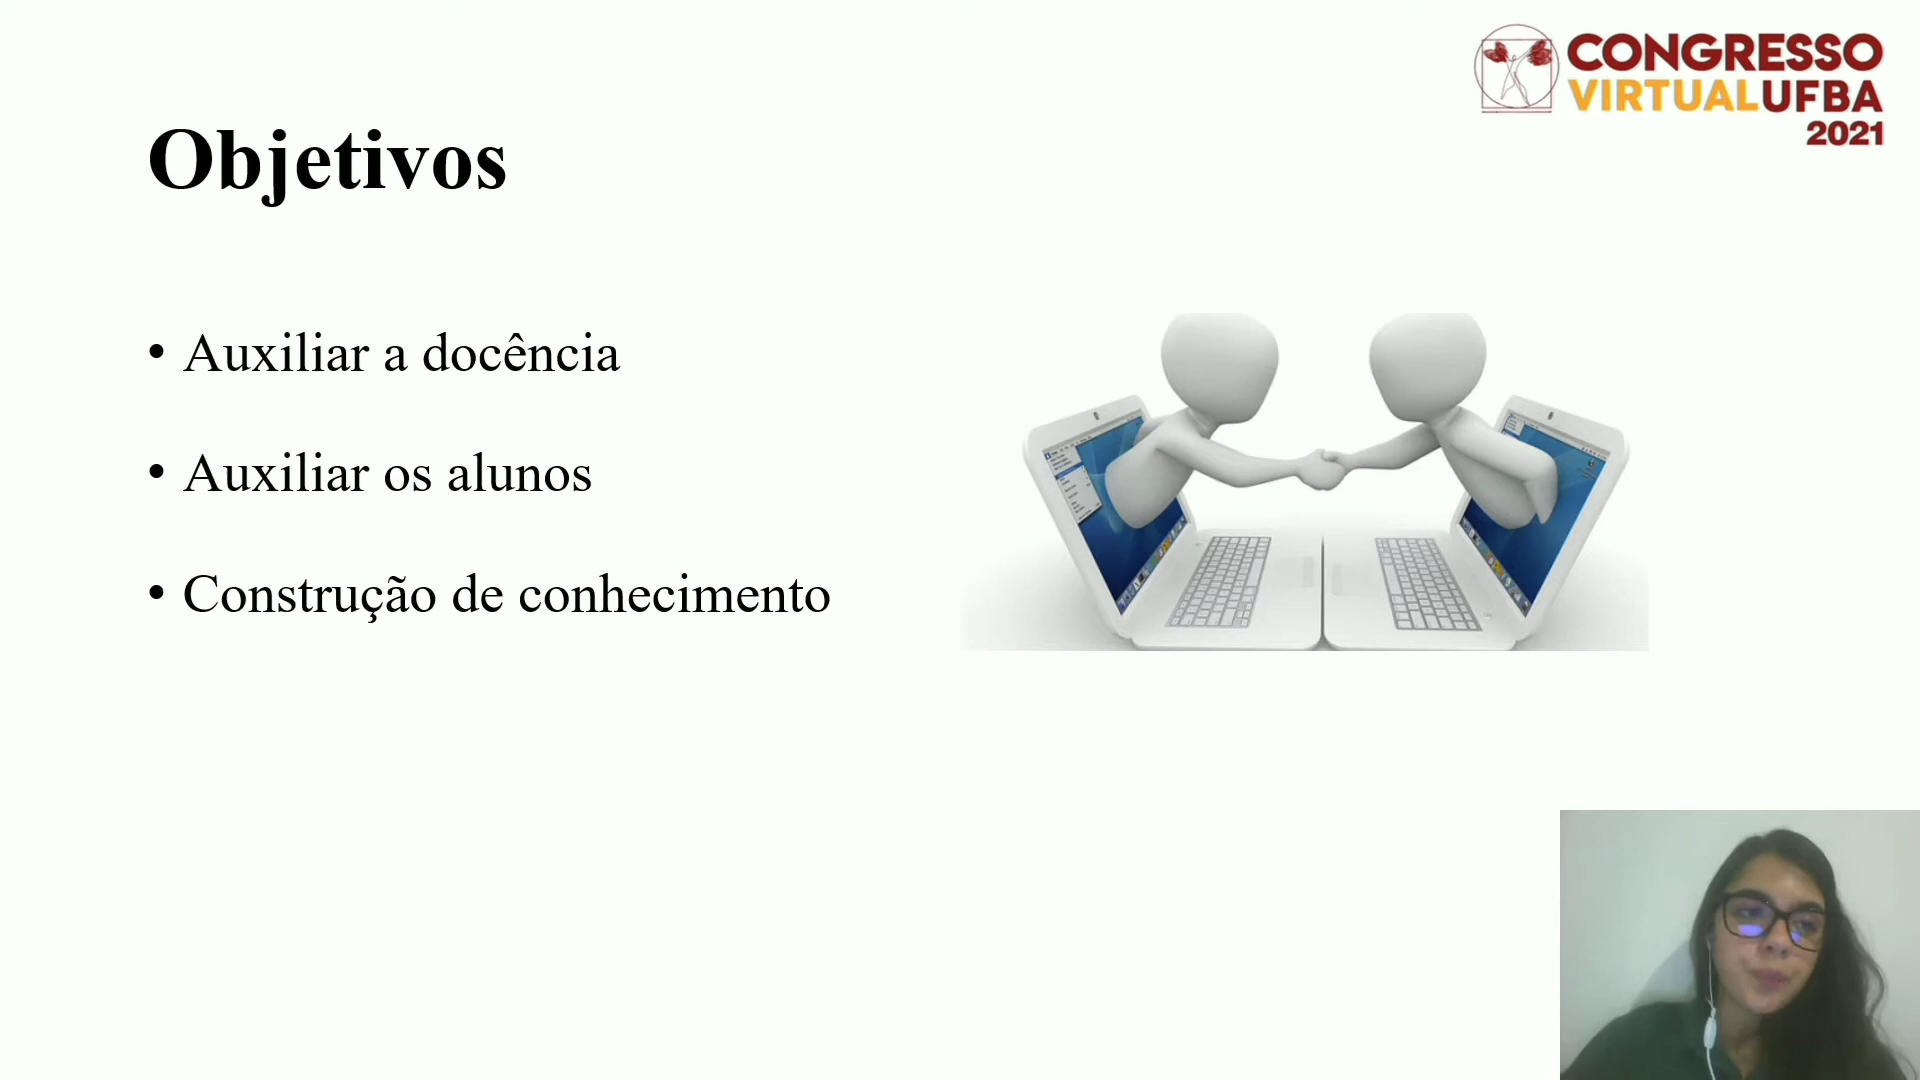 CONGRESSO
VIRTUALUFBA
2021
Objetivos
• Auxiliar a docência
• Auxiliar os alunos
• Construção de conhecimento